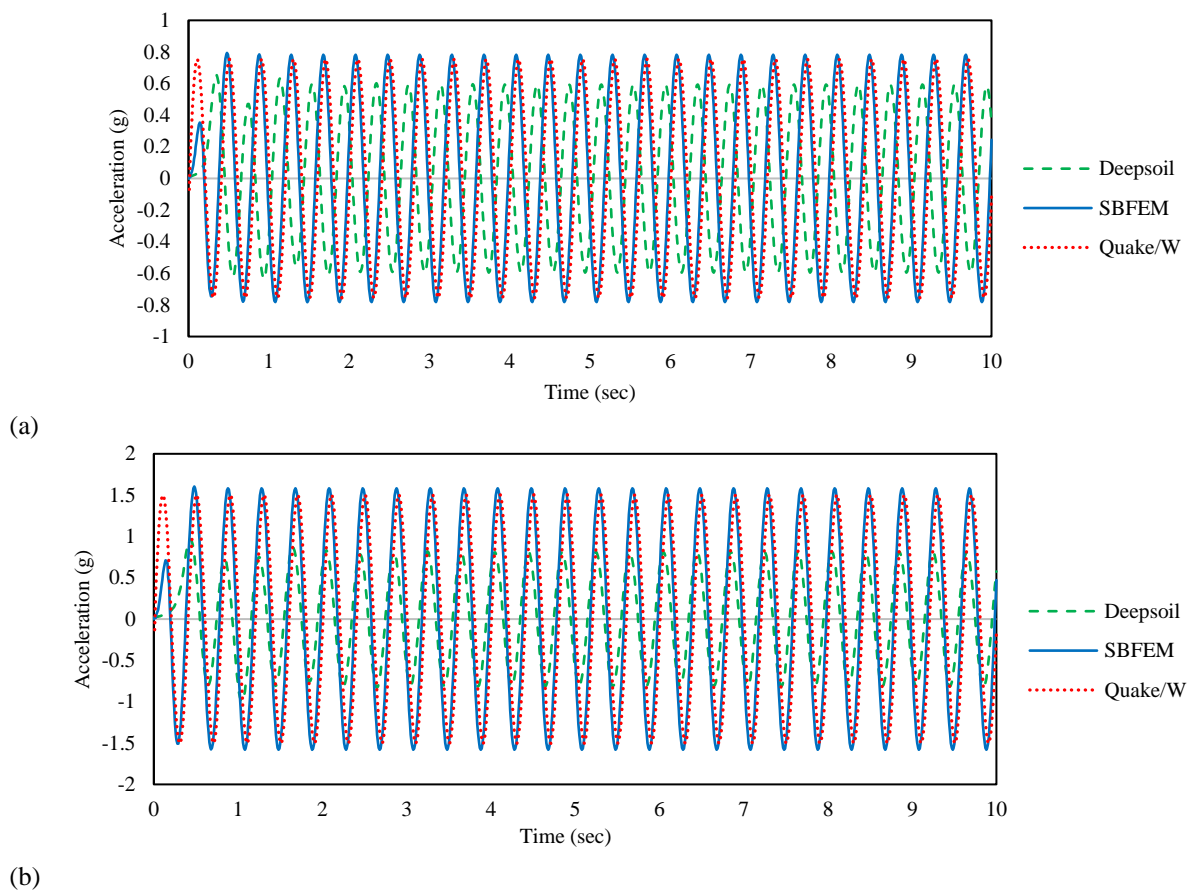 1
0.8
0.6
0.4
0.2
0
-0.2
-0.4
-0.6
-0.8
-1
Acceleration (g)
0 1 2 3 4 5 6 7 8 9 10
Time (sec)
Deepsoil
SBFEM
Quake/W
(a)
2
1.5
1
0.5
0
-0.5
-1
-1.5
-2
Acceleration (g)
0 1 2 3 4 5 6 7 8 9 10
Time (sec)
Deepsoil
SBFEM
Quake/W
(b)